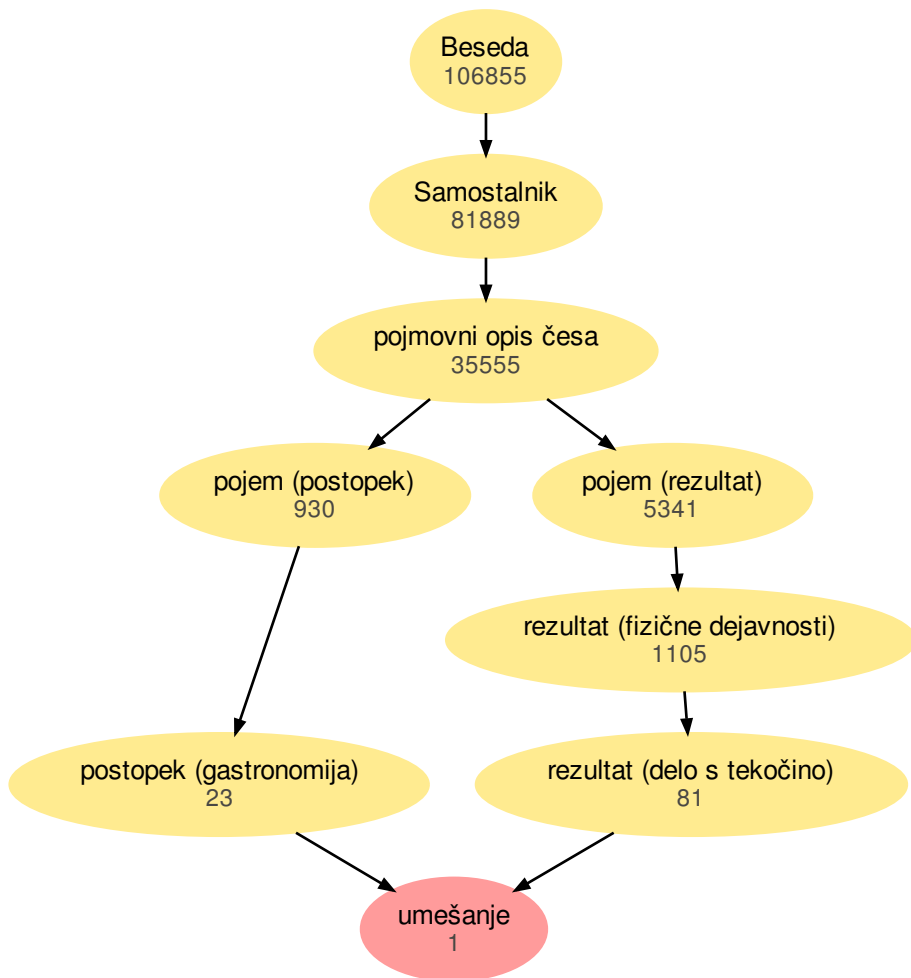 Beseda
106855
Samostalnik
81889
pojmovni opis česa
35555
pojem (postopek)
930
pojem (rezultat)
5341
rezultat (fizične dejavnosti)
1105
postopek (gastronomija)
23
rezultat (delo s tekočino)
81
umešanje
1